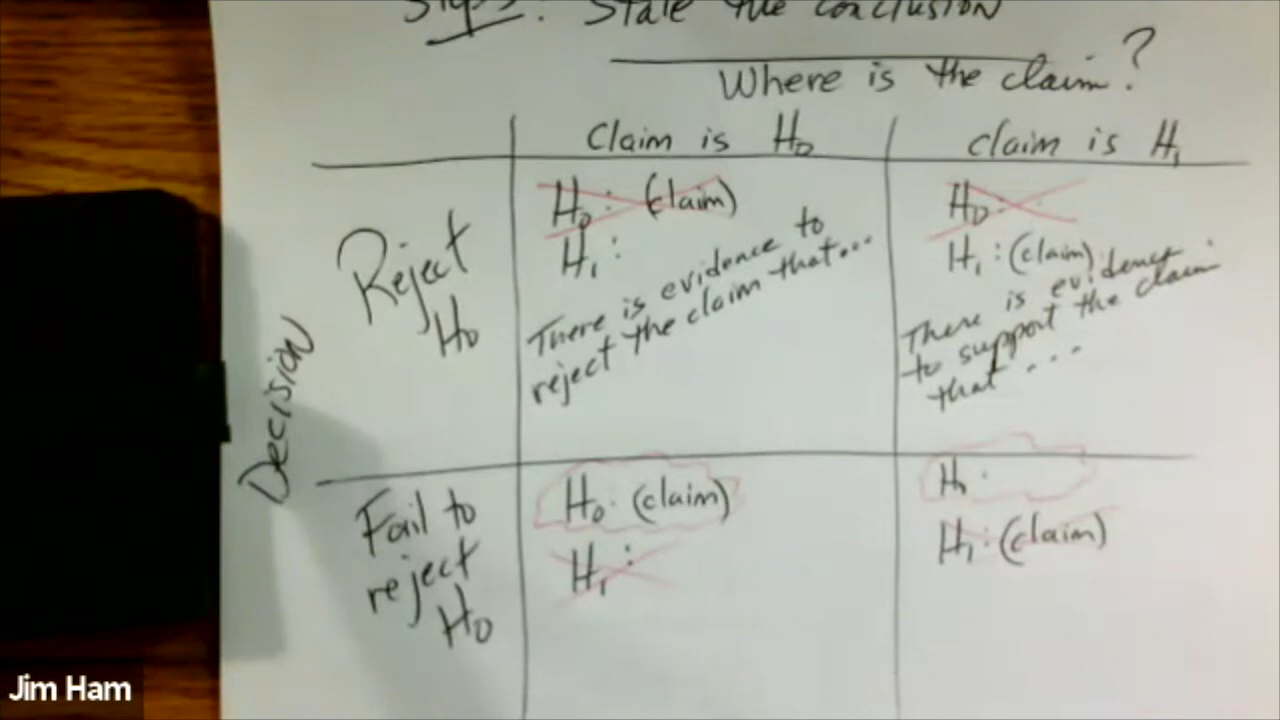 Step 5: State the conclusion
Where is the claim?
Claim is H0
claim is H1
Decision
Reject
H0
H0: (claim)
H1:
There is evidence to
reject the claim that...
H0:
H1: (claim)
There is evidence
to support the claim
that ....
Fail to
reject
H0
H0: (claim)
H1:
H1: (claim)
Jim Ham